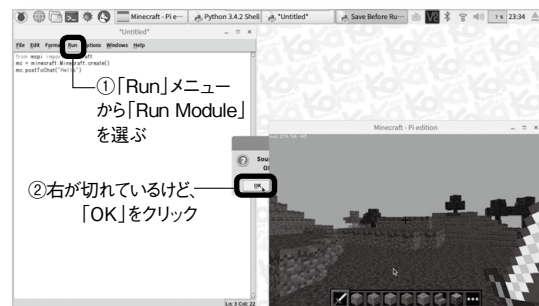 Minecraft - Pi e…
Python 3.4.2 Shell
*Untitled*
Save Before Ru…
7 %
23:34
*Untitled*
File Edit Format Run Options Windows Help
from mcpi import minecraft
mc = minecraft.Minecraft.create()
mc.postToChat("Hello")
①「Run」メニュー
から「Run Module」
を選ぶ
Minecraft - Pi edition
Sou
OK
②右が切れているけど、
「OK」をクリック
Ln: 3 Col: 22